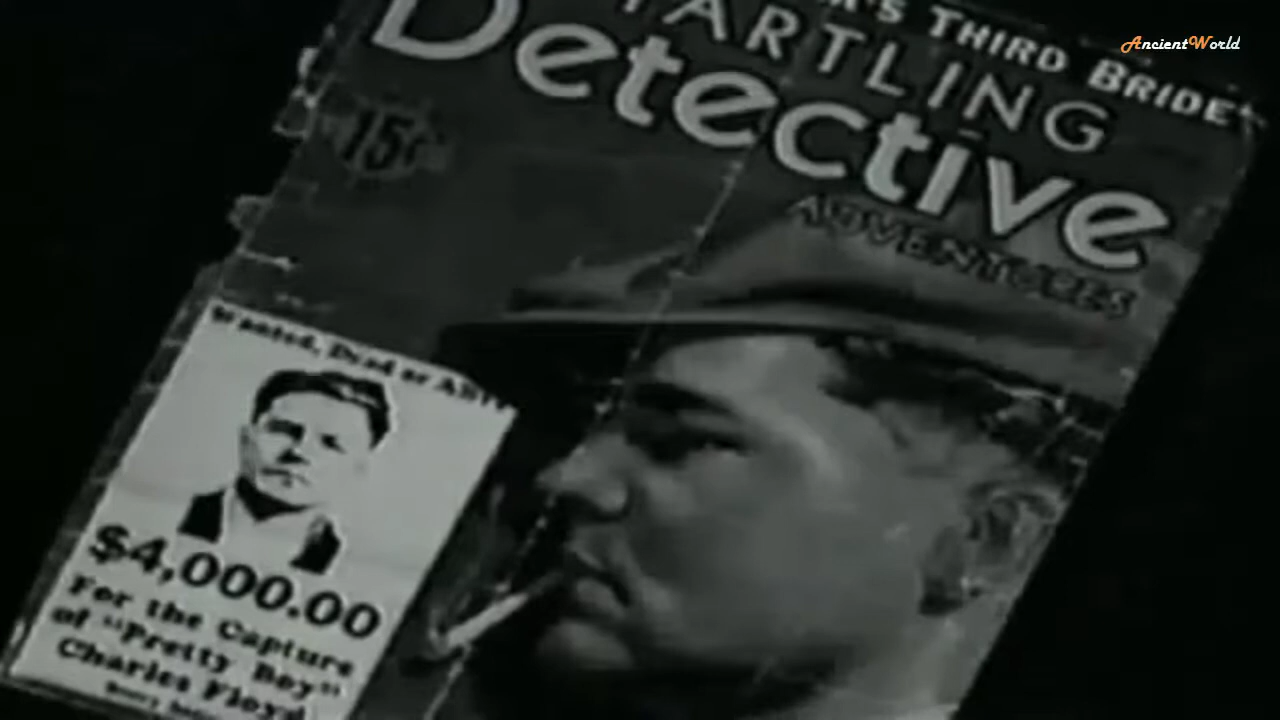 AncientWorld
THIRD BRIDE"
TARTLING
Detective
ADVENTURES
15¢
Wanted, Dead or Alive
$4,000.00
For the Capture
of "Pretty Boy"
Charles Floyd